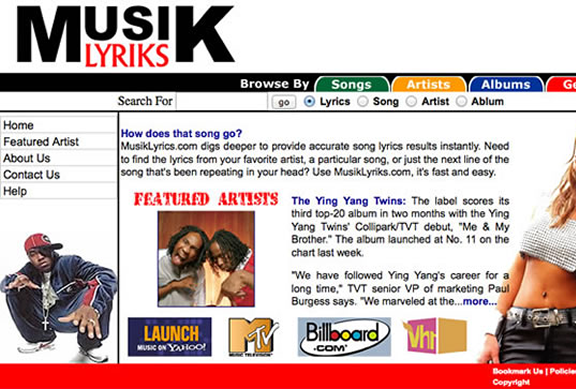 MUSIK
LYRIKS
Browse By Songs Artists Albums Ge
Search For go Lyrics Song Artist Ablum
Home
Featured Artist
About Us
Contact Us
Help
How does that song go?
MusikLyrics.com digs deeper to provide accurate song lyrics results instantly. Need
to find the lyrics from your favorite artist, a particular song, or just the next line of the
song that's been repeating in your head? Use MusikLyriks.com, it's fast and easy.
FEATURED ARTISTS
The Ying Yang Twins: The label scores its
third top-20 album in two months with the Ying
Yang Twins' Collipark/TVT debut, "Me & My
Brother." The album launched at No. 11 on the
chart last week.
"We have followed Ying Yang's career for a
long time," TVT senior VP of marketing Paul
Burgess says. "We marveled at the...more...
LAUNCH
MUSIC ON YAHOO!
MTV
MUSIC TELEVISION
Billboard
.COM
VH1
Bookmark Us | Policies
Copyright